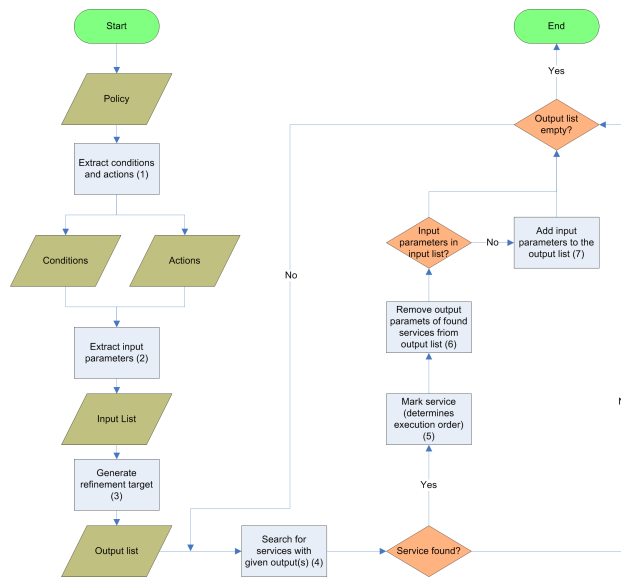 Start
Policy
Extract conditions
and actions (1)
Conditions
Actions
Extract input
parameters (2)
Input List
Generate
refinement target
(3)
Output list
Search for
services with
given output(s) (4)
Service found?
Yes
Mark service
(determines
execution order)
(5)
Remove output
paramets of found
services friom
output list (6)
Input
parameters in
input list?
No
Add input
parameters to the
output list (7)
Output list
empty?
Yes
End
No